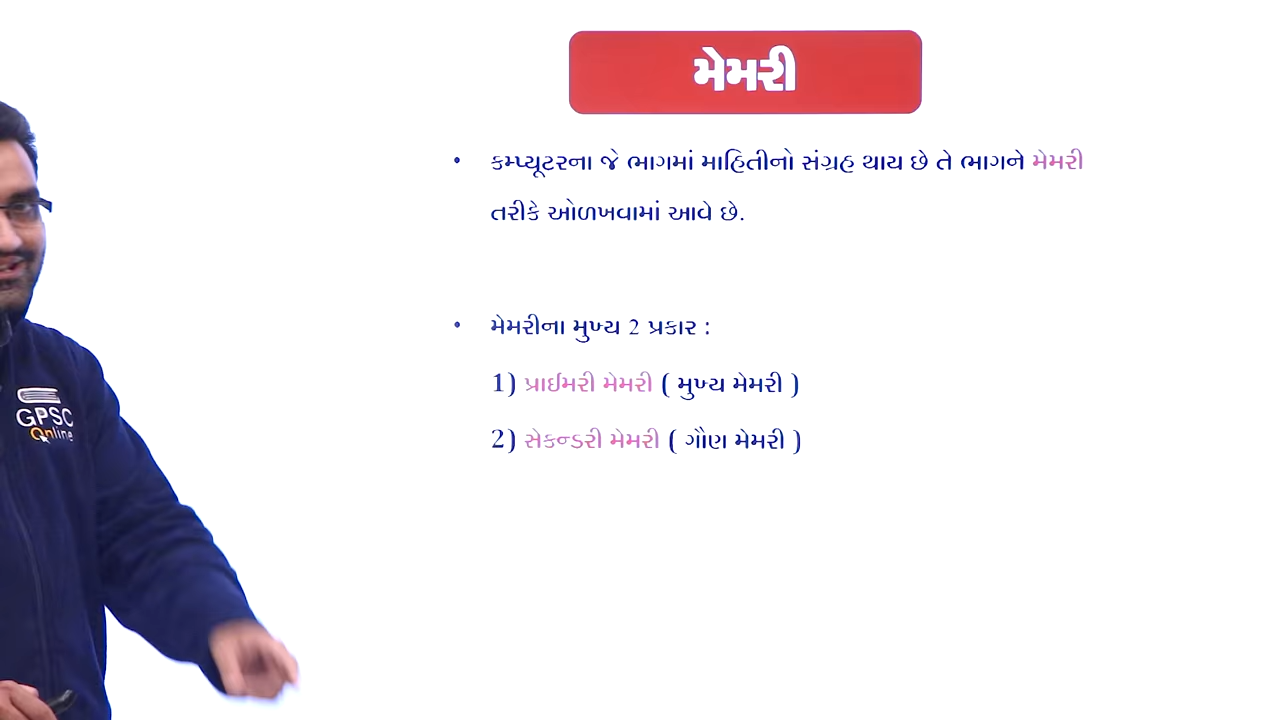 મેમરી
• કમ્પ્યૂટરના જે ભાગમાં માહિતીનો સંગ્રહ થાય છે તે ભાગને મેમરી
તરીકે ઓળખવામાં આવે છે.
• મેમરીના મુખ્ય 2 પ્રકાર :
1) પ્રાઈમરી મેમરી ( મુખ્ય મેમરી )
2) સેકન્ડરી મેમરી ( ગૌણ મેમરી )
GPSC
Online